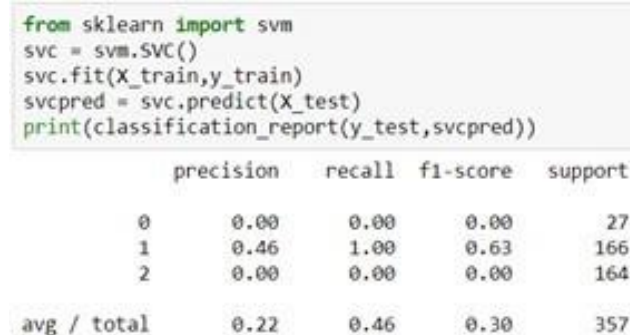 from sklearn import svm
svc = svm.SVC()
svc.fit(X_train,y_train)
svcpred = svc.predict(X_test)
print(classification_report(y_test,svcpred))
precision recall f1-score support
0 0.00 0.00 0.00 27
1 0.46 1.00 0.63 166
2 0.00 0.00 0.00 164
avg / total 0.22 0.46 0.30 357